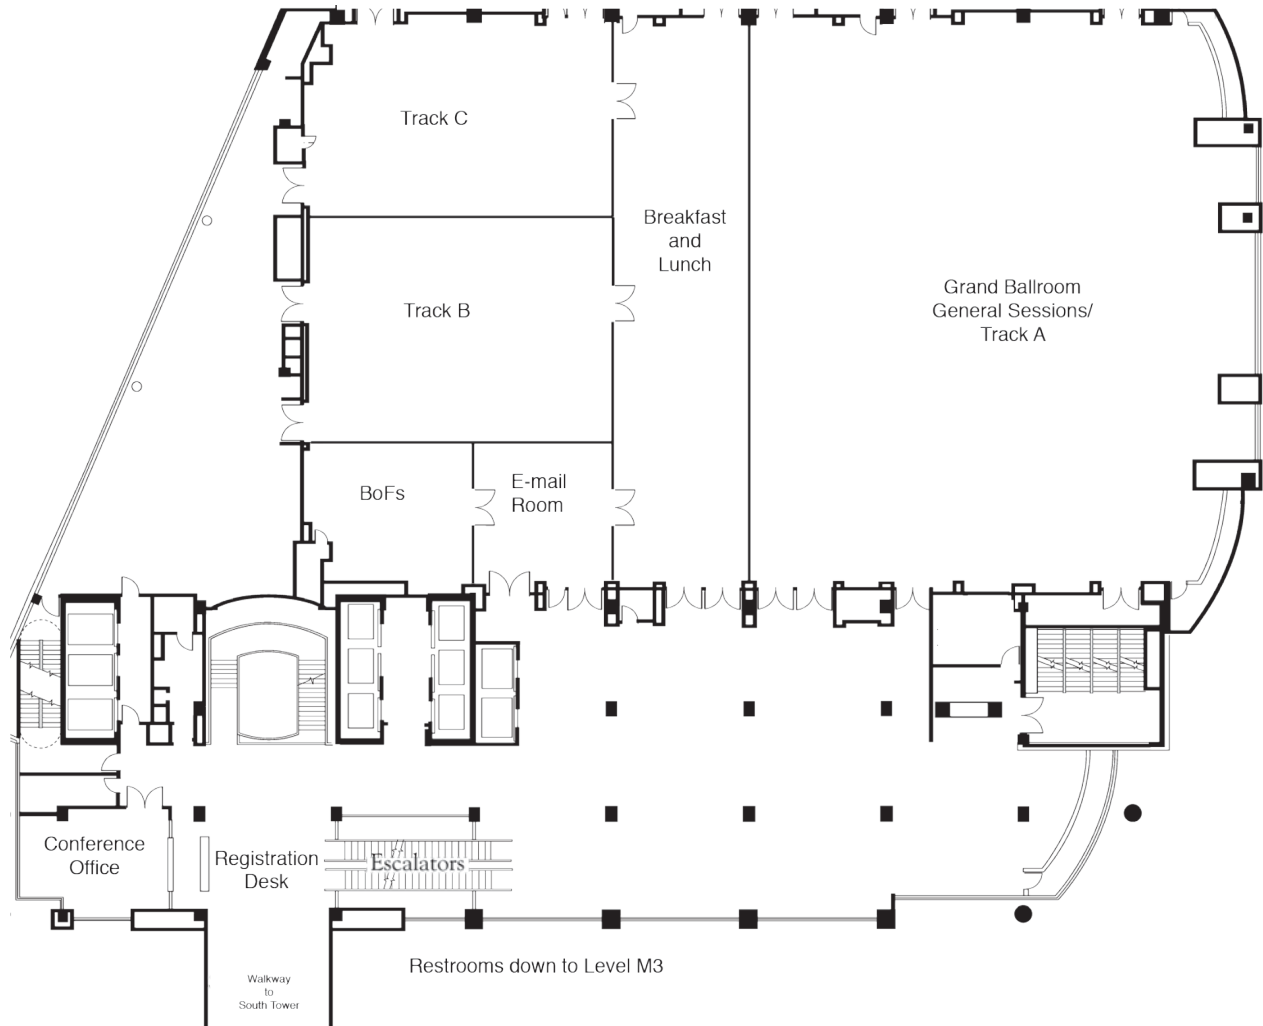 Track C
Breakfast
and
Lunch
Grand Ballroom
General Sessions/
Track A
Track B
BoFs
E-mail
Room
Conference
Office
Registration
Desk
Escalators
Restrooms down to Level M3
Walkway
to
South Tower